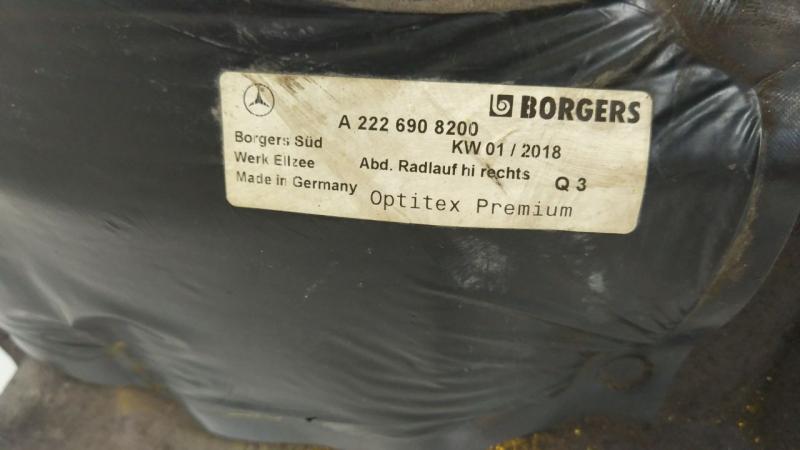 BORGERS
A 222 690 8200
Borgers Süd
KW 01 / 2018
Werk Ellzee
Abd. Radlauf hi rechts
Q 3
Made in Germany
Optitex Premium